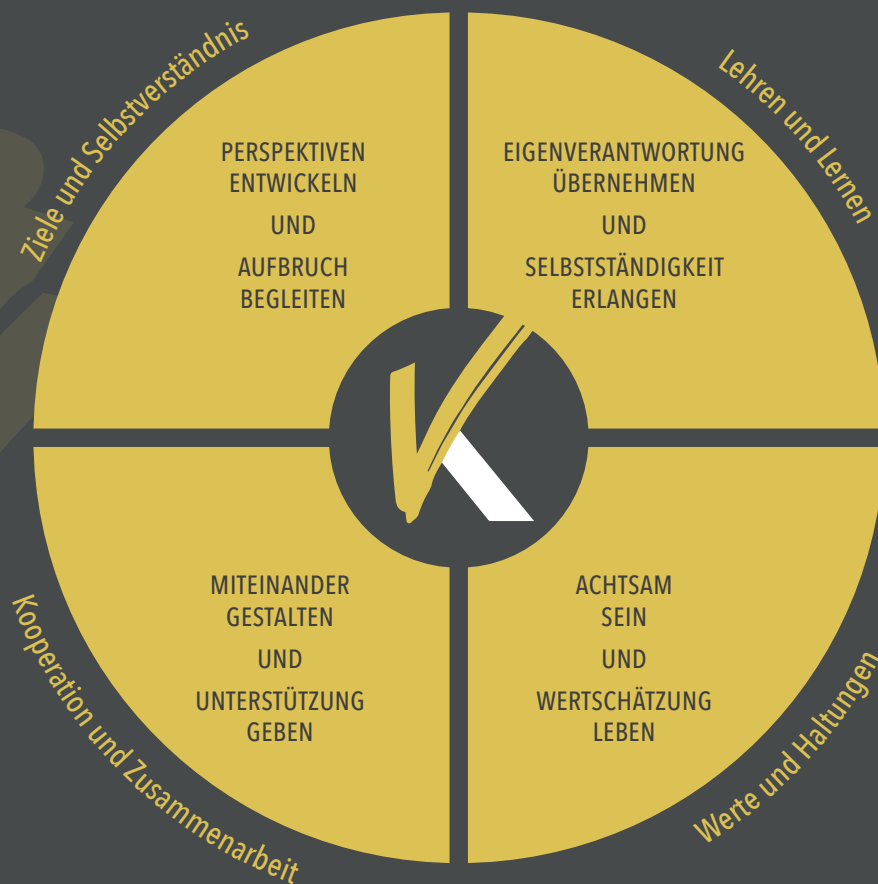 Ziele und Selbstverständnis
PERSPEKTIVEN
ENTWICKELN
UND
AUFBRUCH
BEGLEITEN
Lehren und Lernen
EIGENVERANTWORTUNG
ÜBERNEHMEN
UND
SELBSTSTÄNDIGKEIT
ERLANGEN
K
Kooperation und Zusammenarbeit
MITEINANDER
GESTALTEN
UND
UNTERSTÜTZUNG
GEBEN
Werte und Haltungen
ACHTSAM
SEIN
UND
WERTSCHÄTZUNG
LEBEN